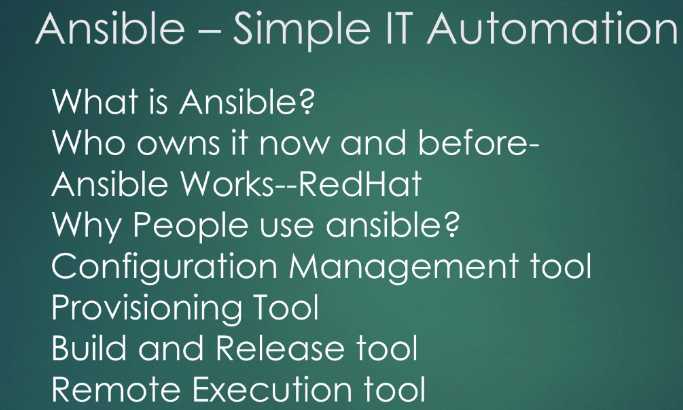 Ansible – Simple IT Automation
What is Ansible?
Who owns it now and before-
Ansible Works--RedHat
Why People use ansible?
Configuration Management tool
Provisioning Tool
Build and Release tool
Remote Execution tool